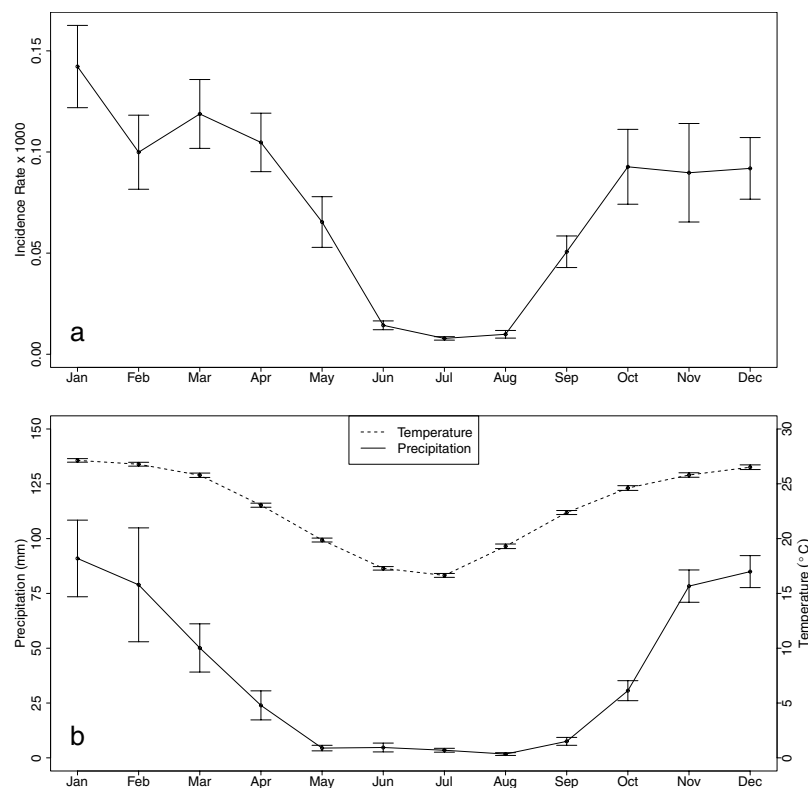 Incidence Rate x 1000
0.15
0.10
0.05
0.00
a
Jan Feb Mar Apr May Jun Jul Aug Sep Oct Nov Dec
Temperature
Precipitation
Precipitation (mm)
150
125
100
75
50
25
0
Temperature (°C)
30
25
20
15
10
5
0
b
Jan Feb Mar Apr May Jun Jul Aug Sep Oct Nov Dec